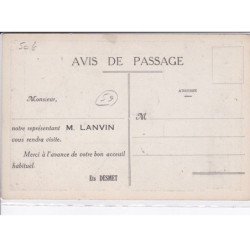 AVIS DE PASSAGE
Monsieur,
ADRESSE
M.
notre représentant M. LANVIN
vous rendra visite.
Merci à l'avance de votre bon accueil
habituel.
Ets DESMET